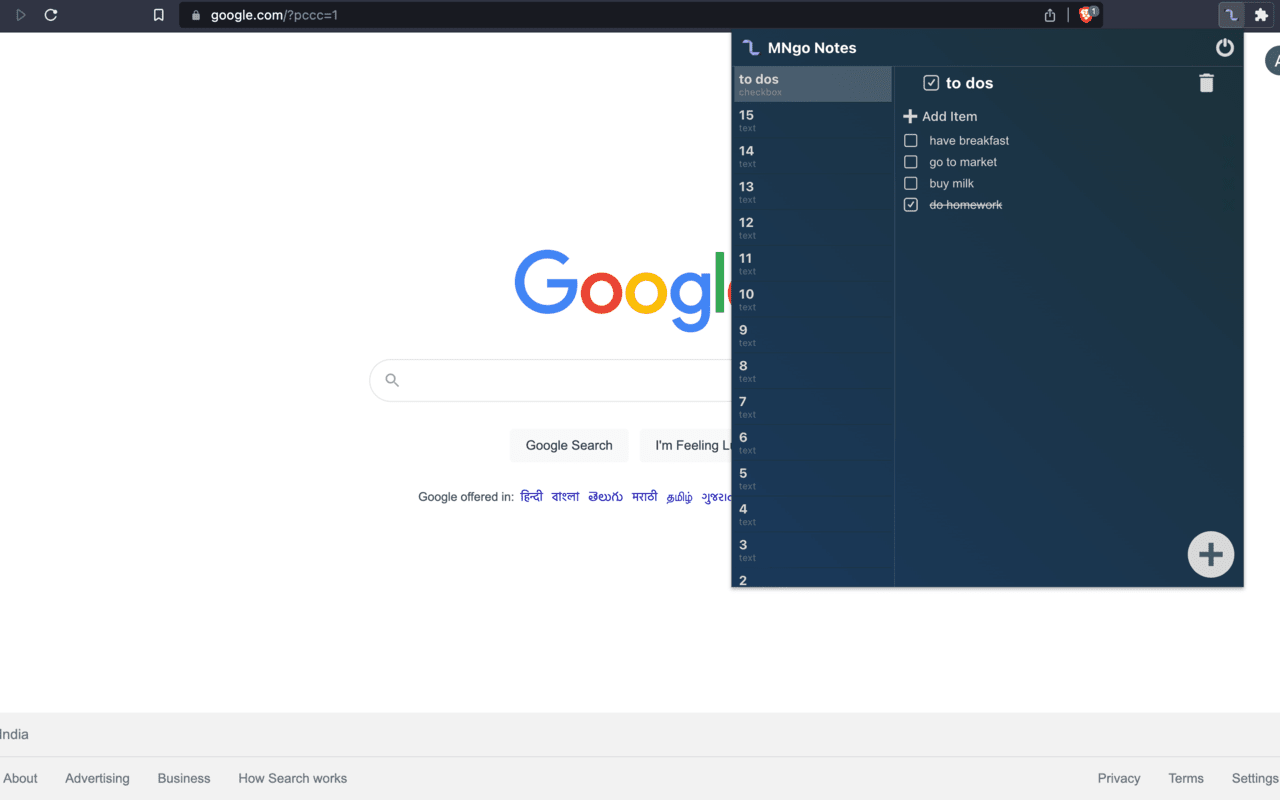 google.com/?pccc=1
1
MNgo Notes
to dos
checkbox
15
text
14
text
13
text
12
text
11
text
10
text
9
text
8
text
7
text
6
text
5
text
4
text
3
text
2
to dos
Add Item
have breakfast
go to market
buy milk
do homework
Google
Google Search
I'm Feeling Lu
Google offered in: हिन्दी বাংলা తెలుగు मराठी தமிழ்
India
About Advertising Business How Search works
Privacy Terms Settings